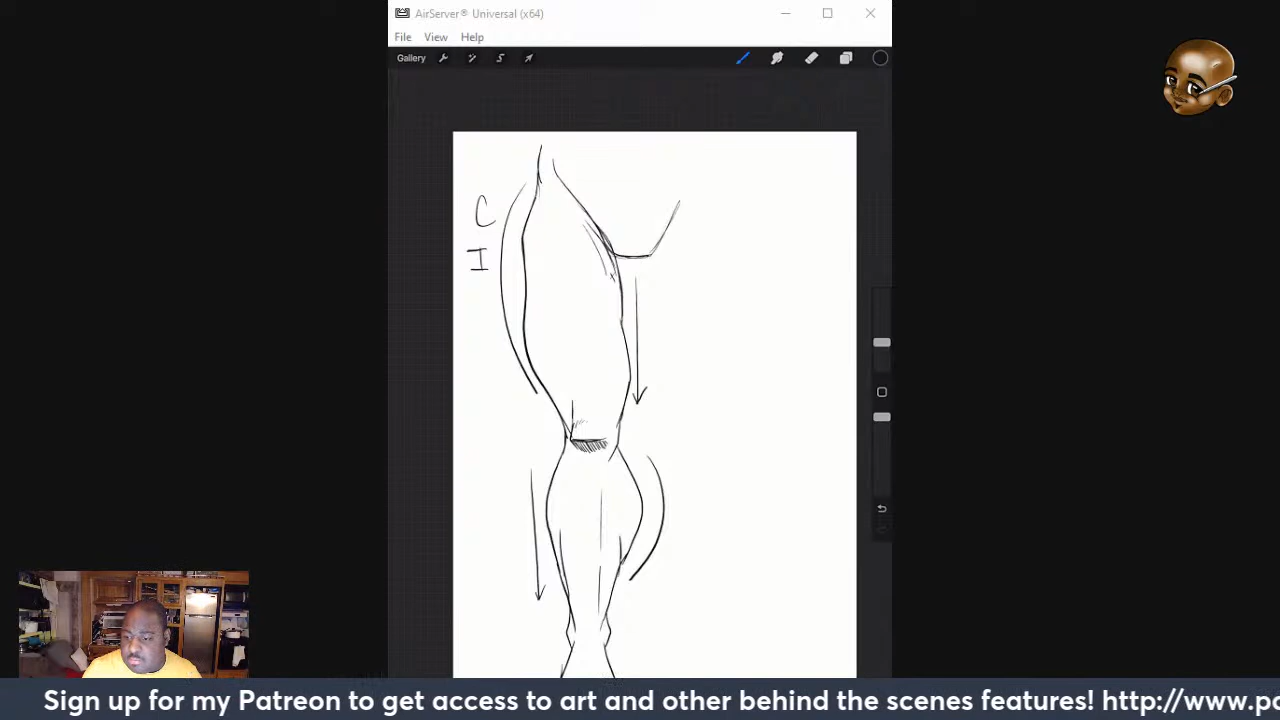 AirServer® Universal (x64)
File View Help
Gallery
C
I
Sign up for my Patreon to get access to art and other behind the scenes features! http://www.p